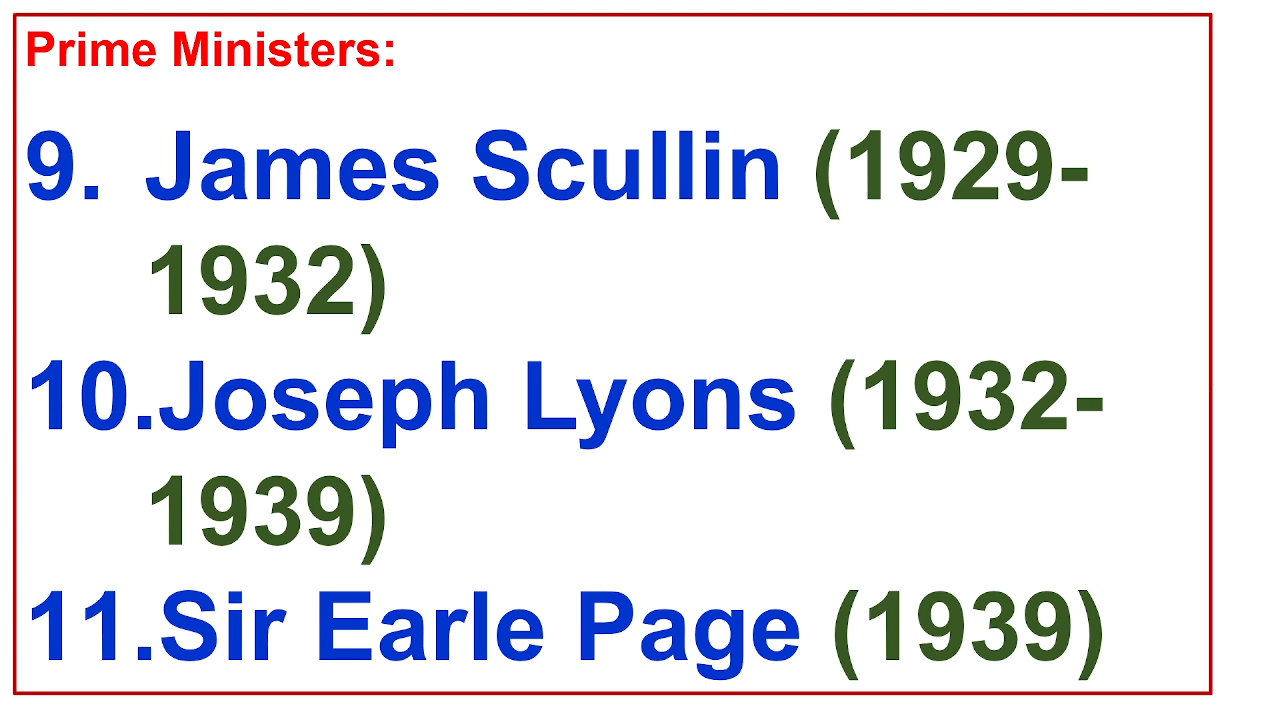 Prime Ministers:
9. James Scullin (1929-
1932)
10.Joseph Lyons (1932-
1939)
11.Sir Earle Page (1939)